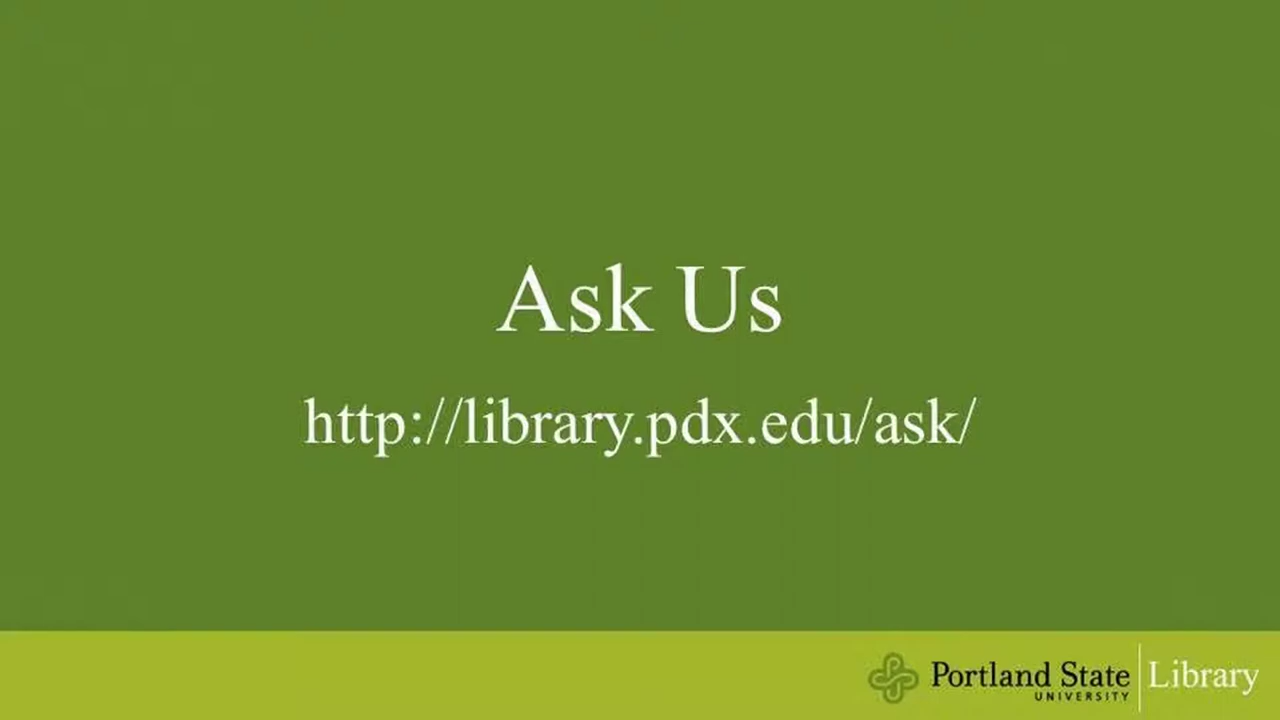 Ask Us
http://library.pdx.edu/ask/
Portland State
UNIVERSITY
Library